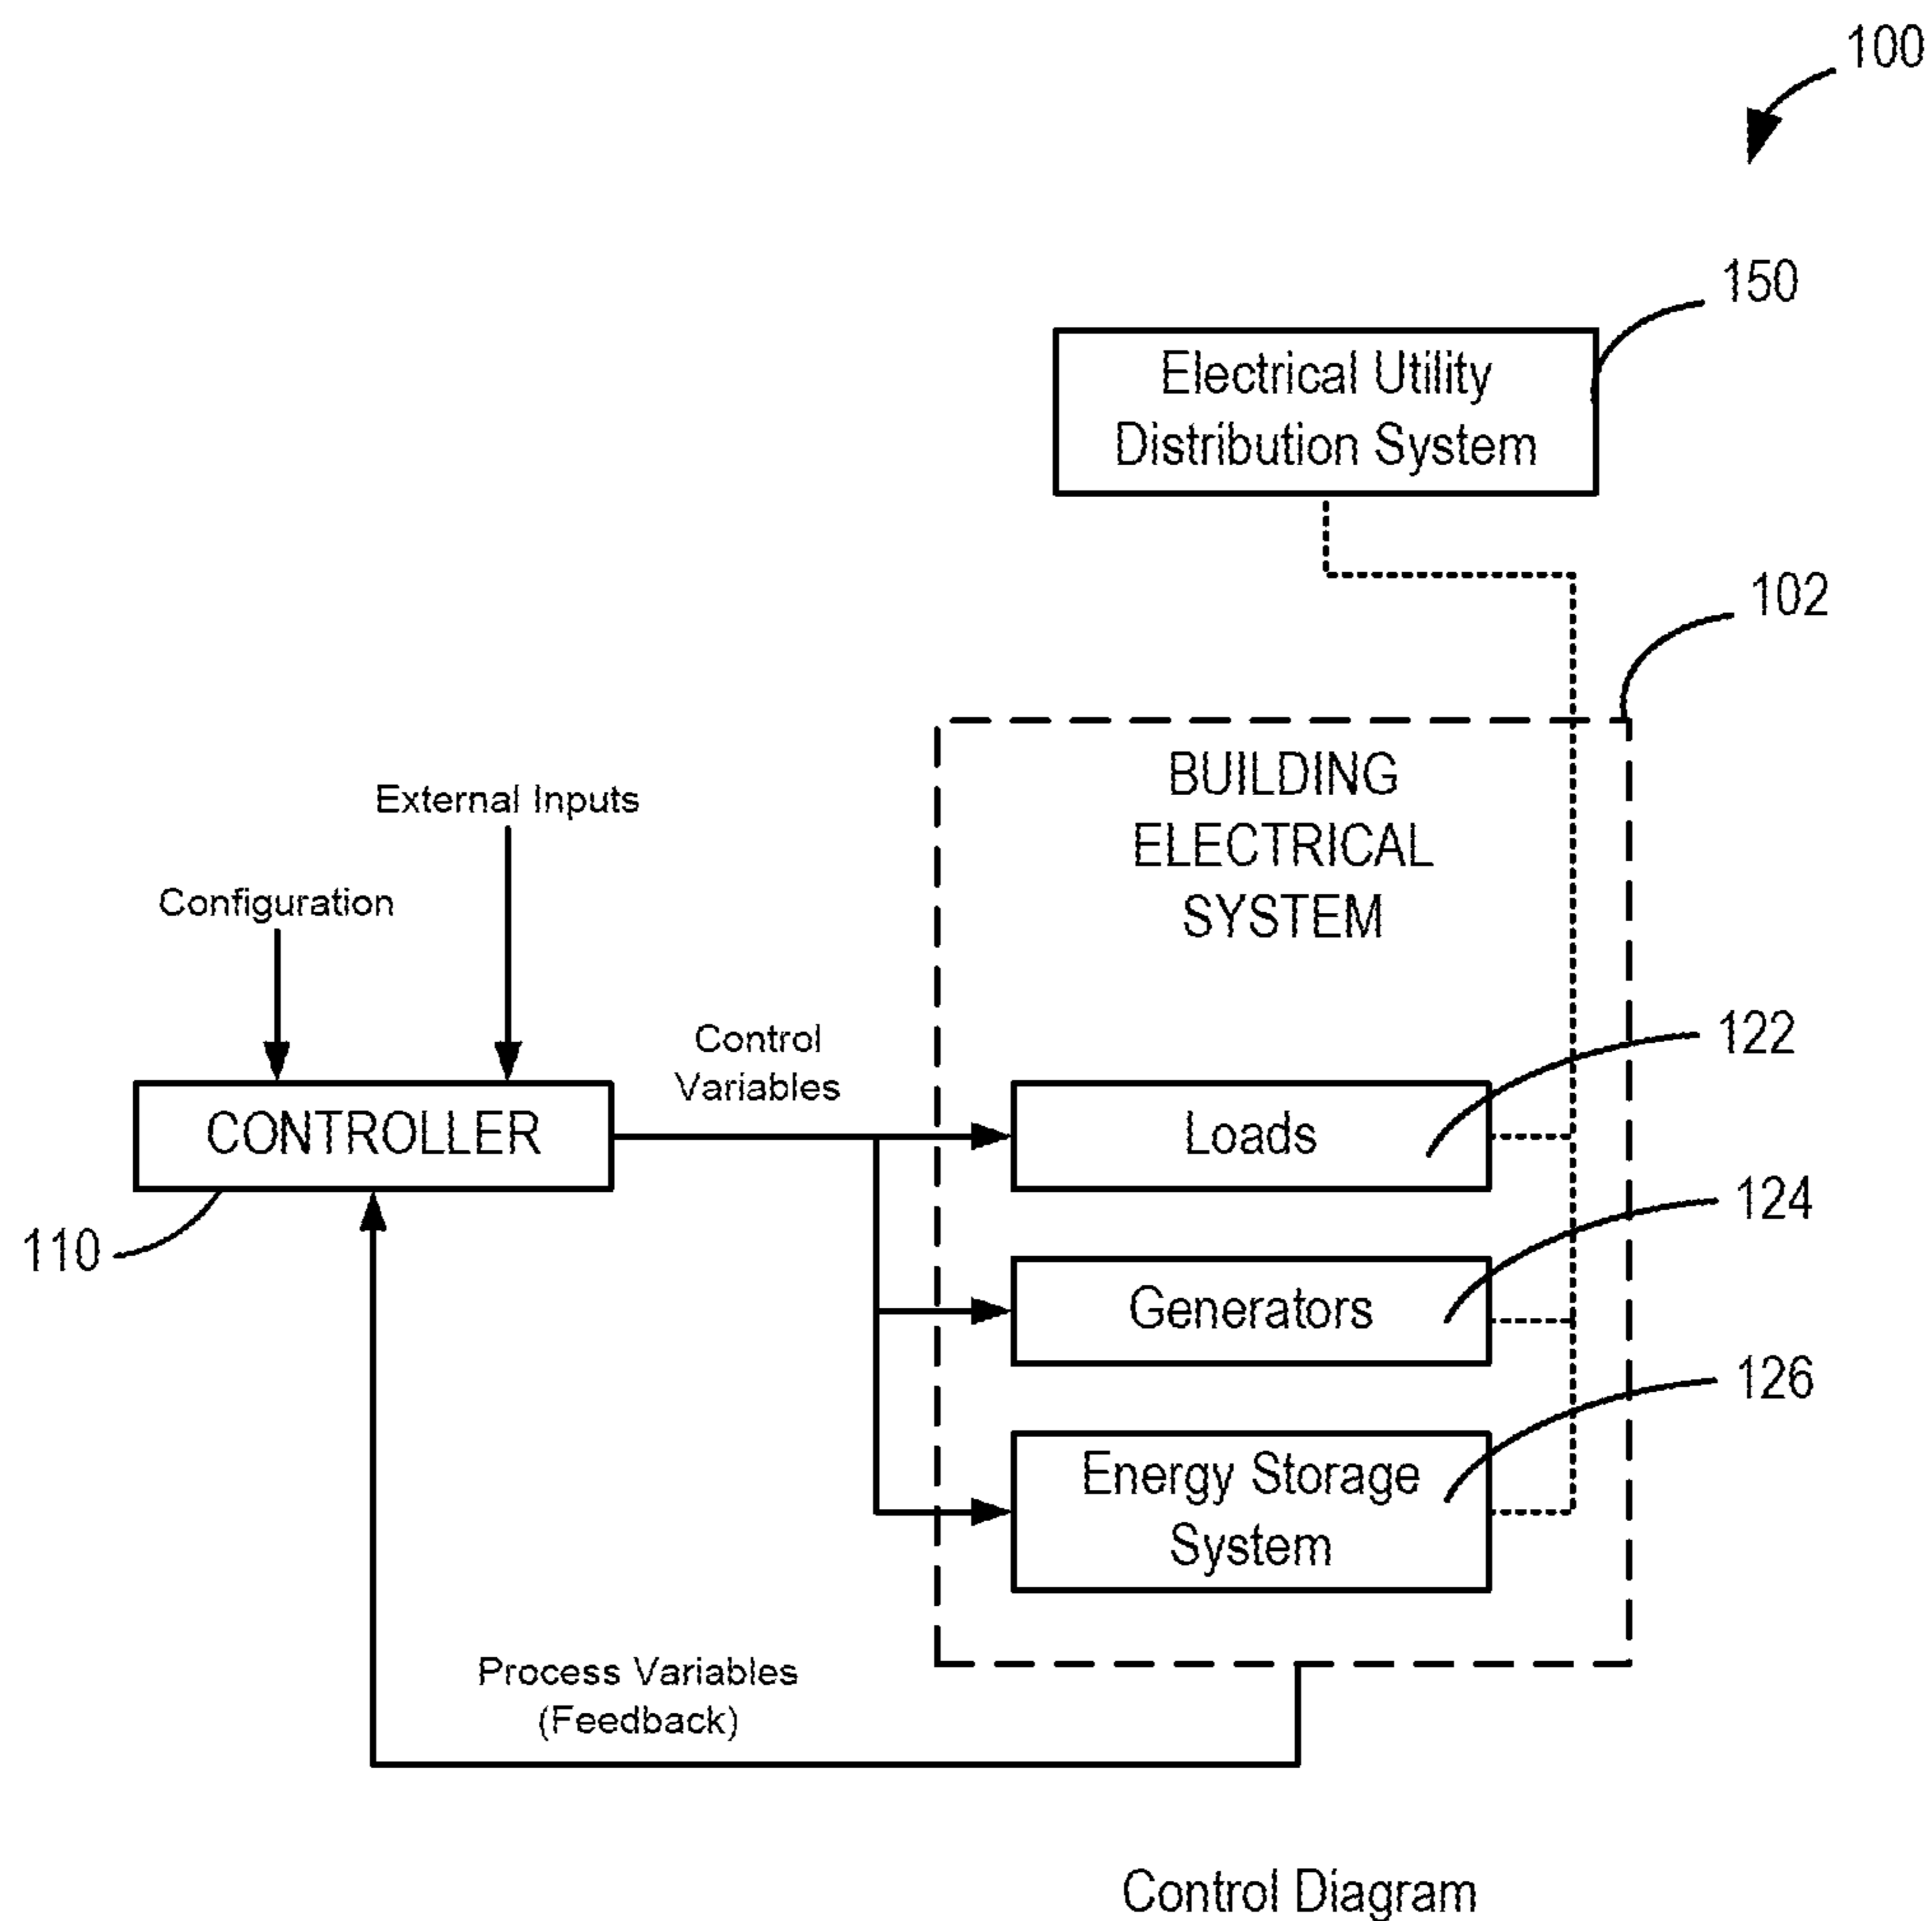 100
150
Electrical Utility
Distribution System
102
BUILDING
ELECTRICAL
SYSTEM
External Inputs
Configuration
Control
Variables
122
CONTROLLER
Loads
110
124
Generators
126
Energy Storage
System
Process Variables
(Feedback)
Control Diagram